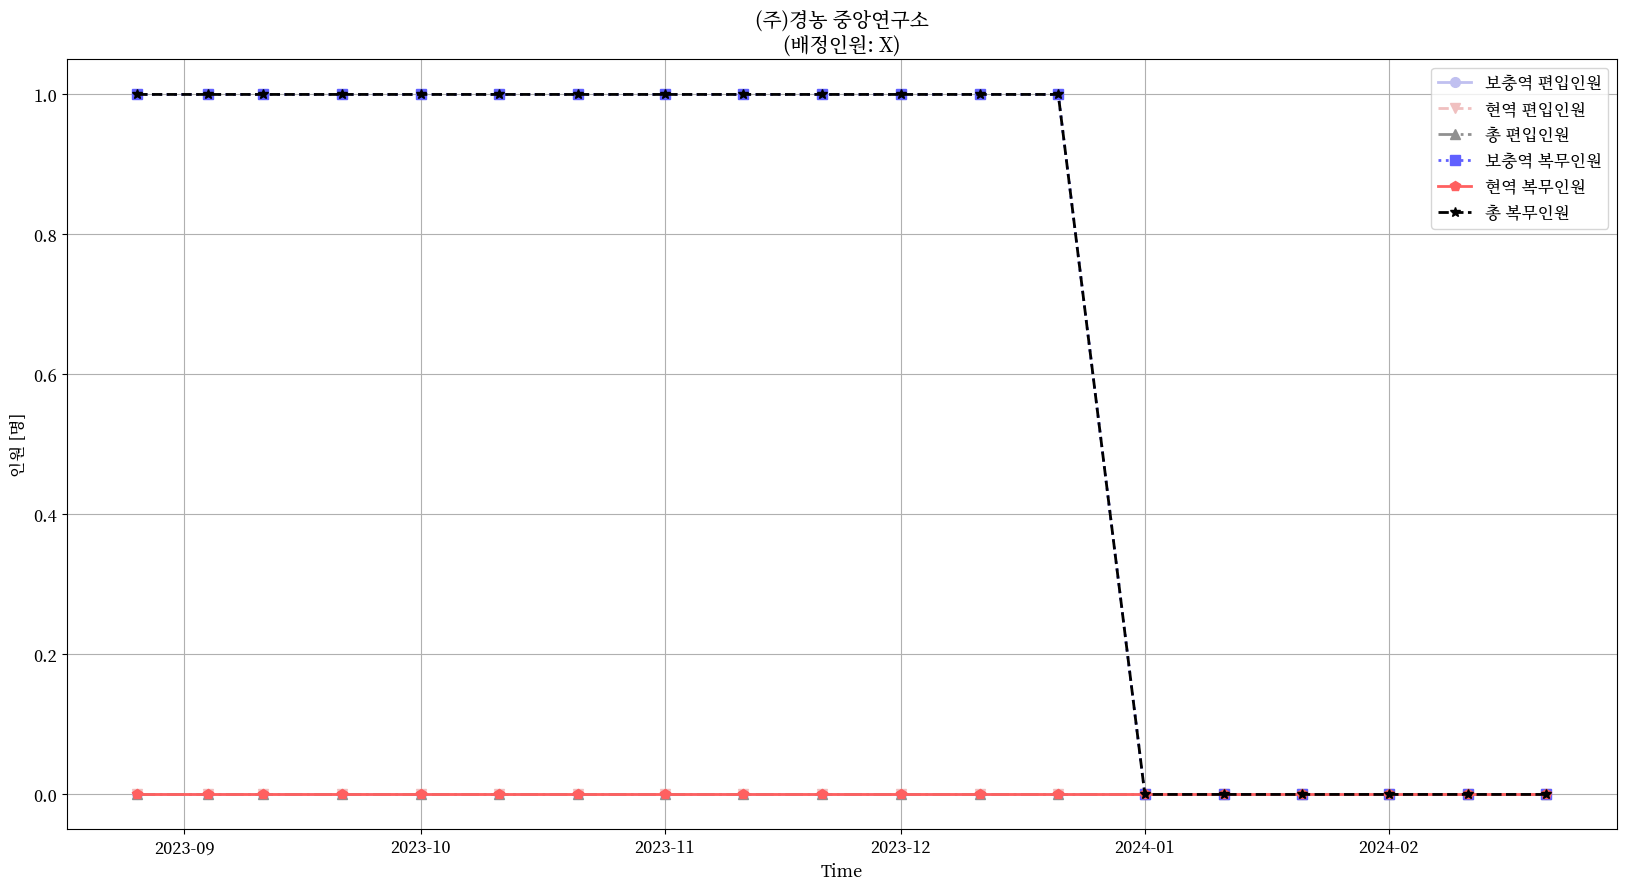 (주)경농 중앙연구소
(배정인원: X)
보충역 편입인원
현역 편입인원
총 편입인원
보충역 복무인원
현역 복무인원
총 복무인원
인원 [명]
1.0
0.8
0.6
0.4
0.2
0.0
2023-09 2023-10 2023-11 2023-12 2024-01 2024-02
Time